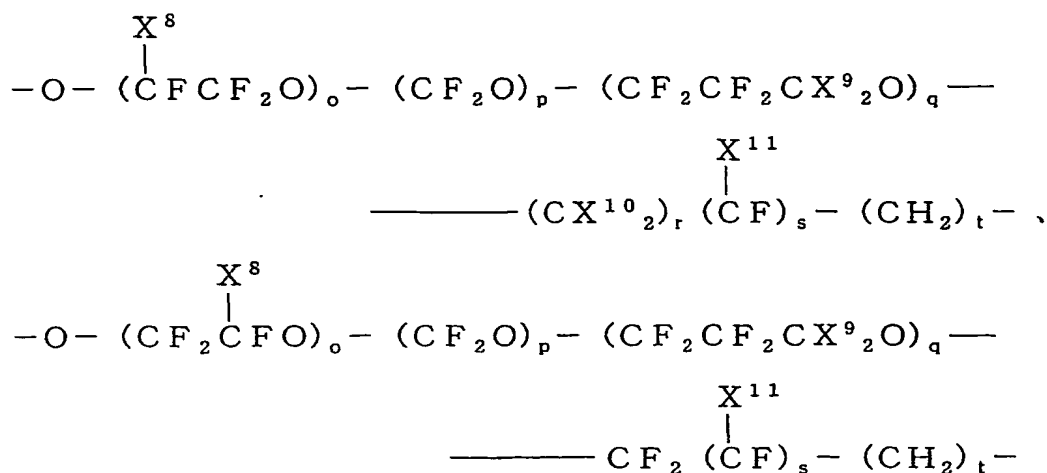 X⁸
−O−(CFCF₂O)ₒ−(CF₂O)ₚ−(CF₂CF₂CX⁹₂O)q—
X¹¹
—(CX¹⁰₂)ᵣ(CF)ₛ−(CH₂)ₜ−、
X⁸
−O−(CF₂CFO)ₒ−(CF₂O)ₚ−(CF₂CF₂CX⁹₂O)q—
X¹¹
—CF₂(CF)ₛ−(CH₂)ₜ−